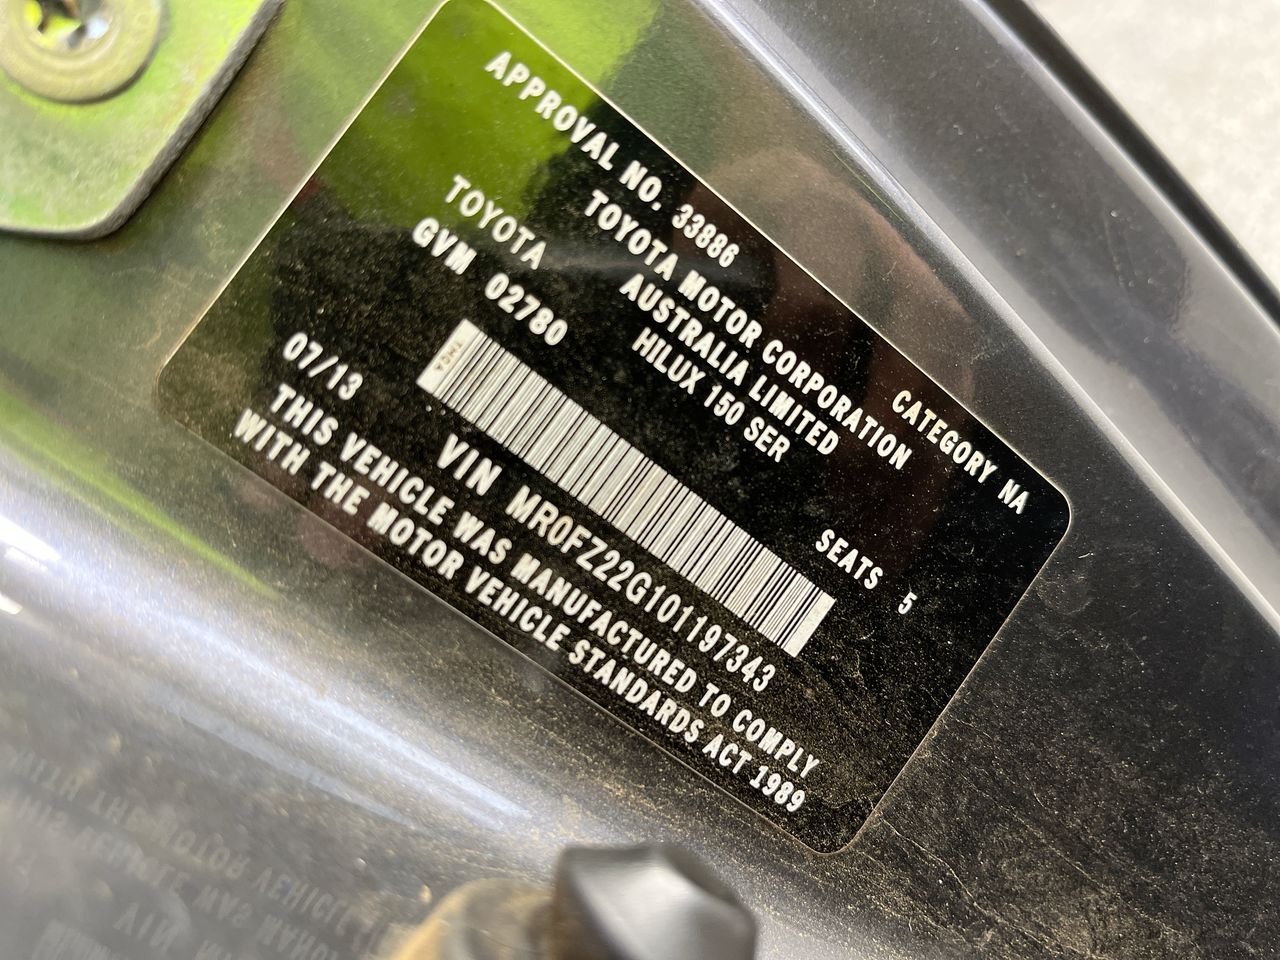 APPROVAL NO. 33886 CATEGORY NA
TOYOTA TOYOTA MOTOR CORPORATION
AUSTRALIA LIMITED
GVM 02780 HILUX 150 SER
SEATS 5
07/13 VIN MR0FZ22G101197343
THIS VEHICLE WAS MANUFACTURED TO COMPLY
WITH THE MOTOR VEHICLE STANDARDS ACT 1989